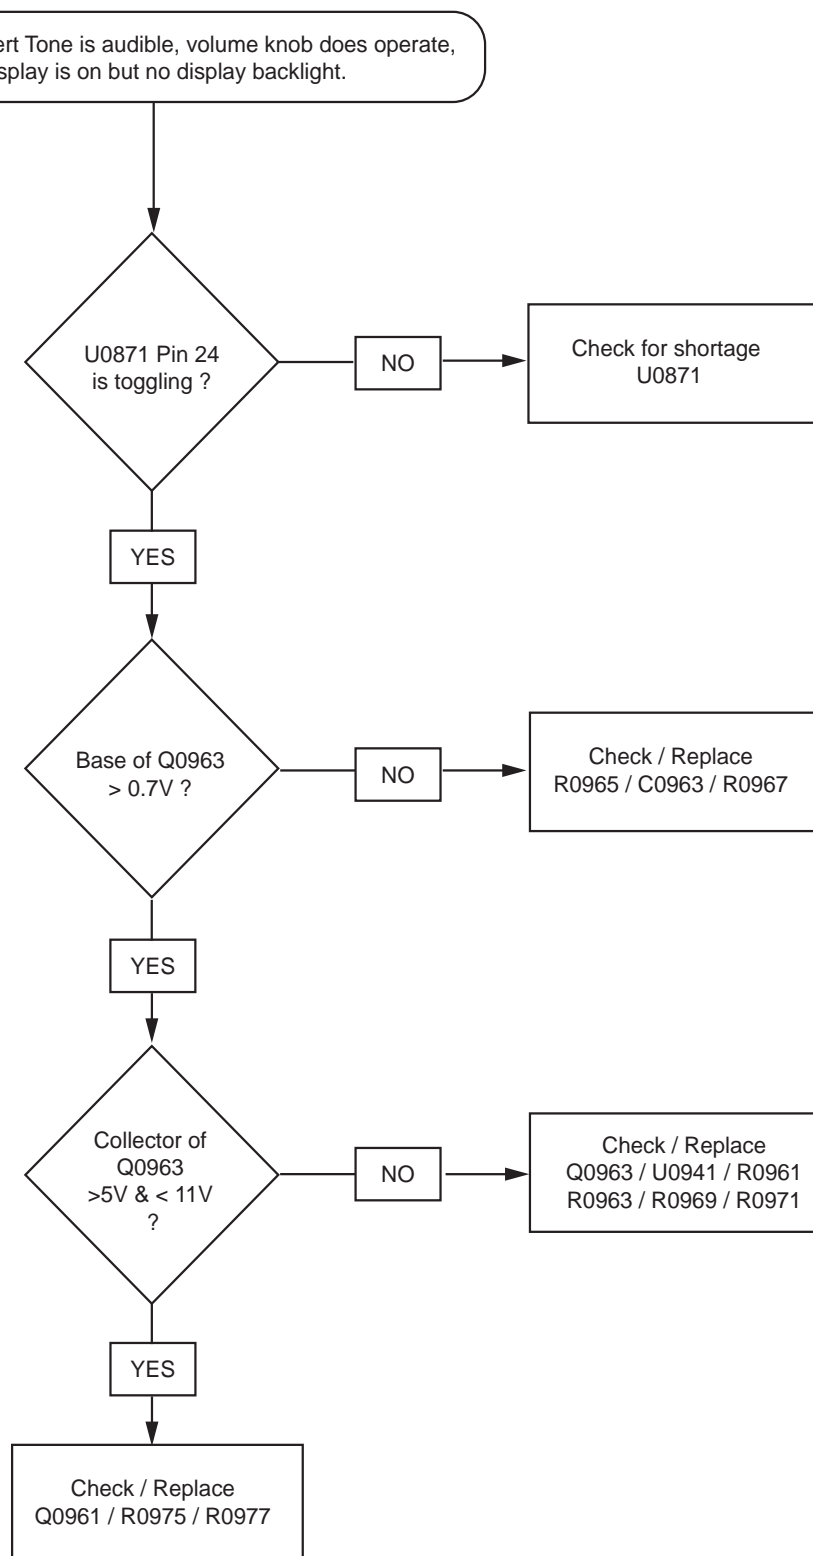 Tone is audible, volume knob does operate,
is on but no display backlight.
U0871 Pin 24
is toggling ?
NO
Check for shortage
U0871
YES
Base of Q0963
> 0.7V ?
NO
Check / Replace
R0965 / C0963 / R0967
YES
Collector of
Q0963
>5V & < 11V
?
NO
Check / Replace
Q0963 / U0941 / R0961
R0963 / R0969 / R0971
YES
Check / Replace
Q0961 / R0975 / R0977